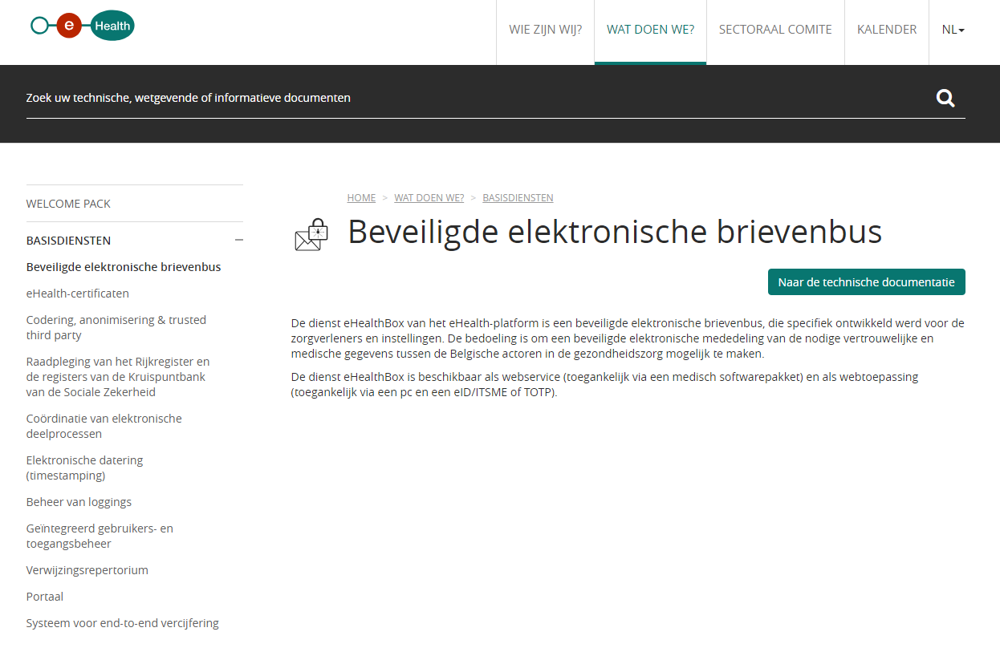 e Health
WIE ZIJN WIJ?
WAT DOEN WE?
SECTORAAL COMITE
KALENDER
NL
Zoek uw technische, wetgevende of informatieve documenten
WELCOME PACK
BASISDIENSTEN
Beveiligde elektronische brievenbus
eHealth-certificaten
Codering, anonimisering & trusted
third party
Raadpleging van het Rijkregister en
de registers van de Kruispuntbank
van de Sociale Zekerheid
Coördinatie van elektronische
deelprocessen
Elektronische datering
(timestamping)
Beheer van loggings
Geïntegreerd gebruikers- en
toegangsbeheer
Verwijzingsrepertorium
Portaal
Systeem voor end-to-end vercijfering
HOME > WAT DOEN WE? > BASISDIENSTEN
Beveiligde elektronische brievenbus
Naar de technische documentatie
De dienst eHealthBox van het eHealth-platform is een beveiligde elektronische brievenbus, die specifiek ontwikkeld werd voor de
zorgverleners en instellingen. De bedoeling is om een beveiligde elektronische mededeling van de nodige vertrouwelijke en
medische gegevens tussen de Belgische actoren in de gezondheidszorg mogelijk te maken.
De dienst eHealthBox is beschikbaar als webservice (toegankelijk via een medisch softwarepakket) en als webtoepassing
(toegankelijk via een pc en een eID/ITSME of TOTP).